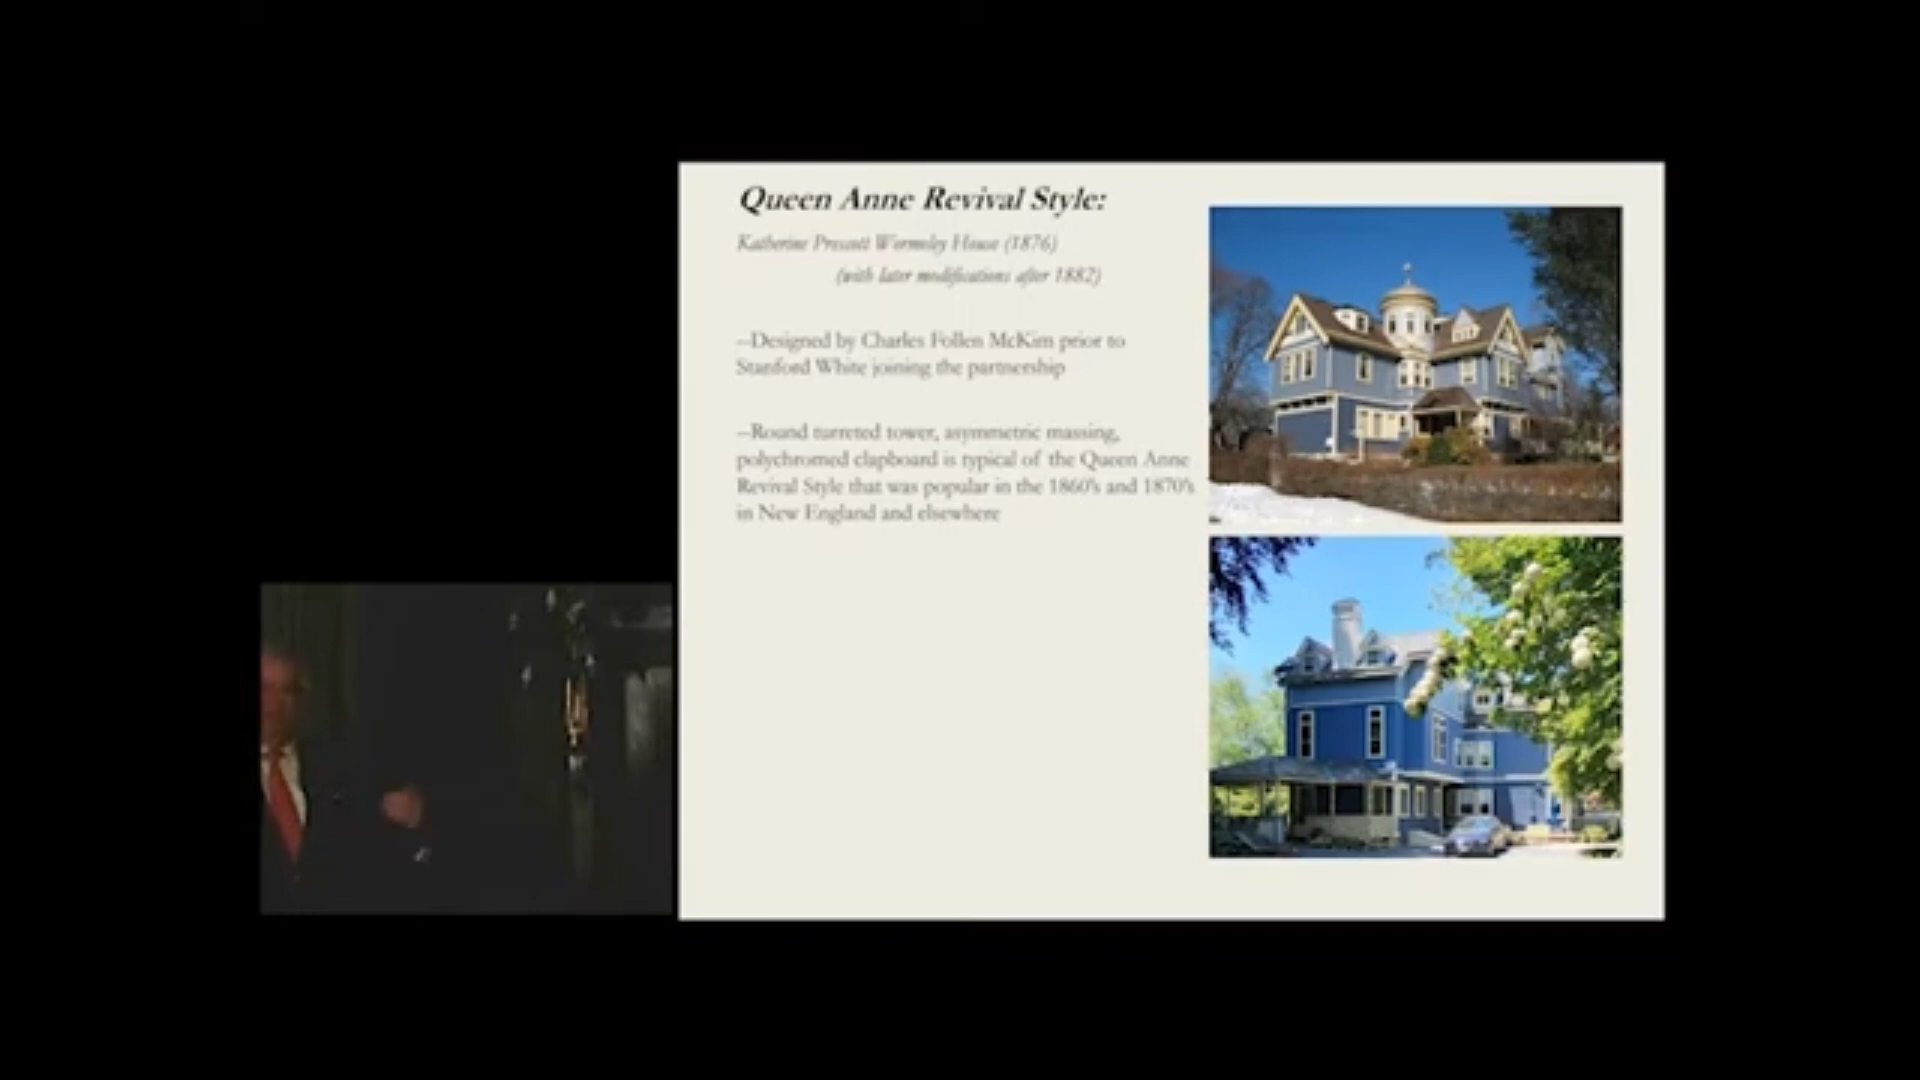 Queen Anne Revival Style:
Katherine Prescott Wormsley House (1876)
(with later modifications after 1882)
--Designed by Charles Follen McKim prior to
Stanford White joining the partnership
--Round turreted tower, asymmetric massing,
polychromed clapboard is typical of the Queen Anne
Revival Style that was popular in the 1860's and 1870's
in New England and elsewhere